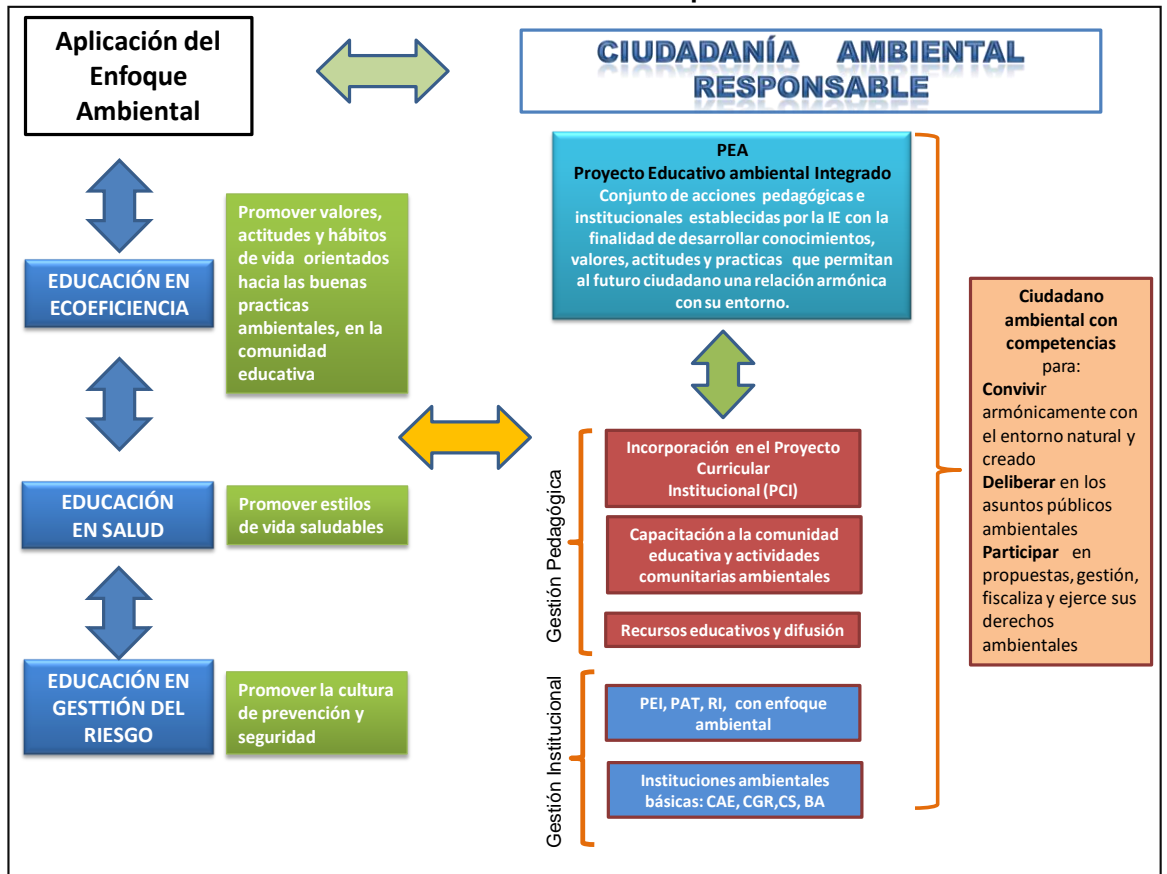 Aplicación del
Enfoque
Ambiental
CIUDADANÍA AMBIENTAL
RESPONSABLE
EDUCACIÓN EN
ECOEFICIENCIA
Promover valores,
actitudes y hábitos
de vida orientados
hacia las buenas
practicas
ambientales, en la
comunidad
educativa
EDUCACIÓN
EN SALUD
Promover estilos
de vida saludables
EDUCACIÓN EN
GESTTIÓN DEL
RIESGO
Promover la cultura
de prevención y
seguridad
PEA
Proyecto Educativo ambiental Integrado
Conjunto de acciones pedagógicas e
institucionales establecidas por la IE con la
finalidad de desarrollar conocimientos,
valores, actitudes y practicas que permitan
al futuro ciudadano una relación armónica
con su entorno.
Gestión Pedagógica
Incorporación en el Proyecto
Curricular
Institucional (PCI)
Capacitación a la comunidad
educativa y actividades
comunitarias ambientales
Recursos educativos y difusión
Gestión Institucional
PEI, PAT, RI, con enfoque
ambiental
Instituciones ambientales
básicas: CAE, CGR,CS, BA
Ciudadano
ambiental con
competencias
para:
Convivir
armónicamente con
el entorno natural y
creado
Deliberar en los
asuntos públicos
ambientales
Participar en
propuestas, gestión,
fiscaliza y ejerce sus
derechos
ambientales